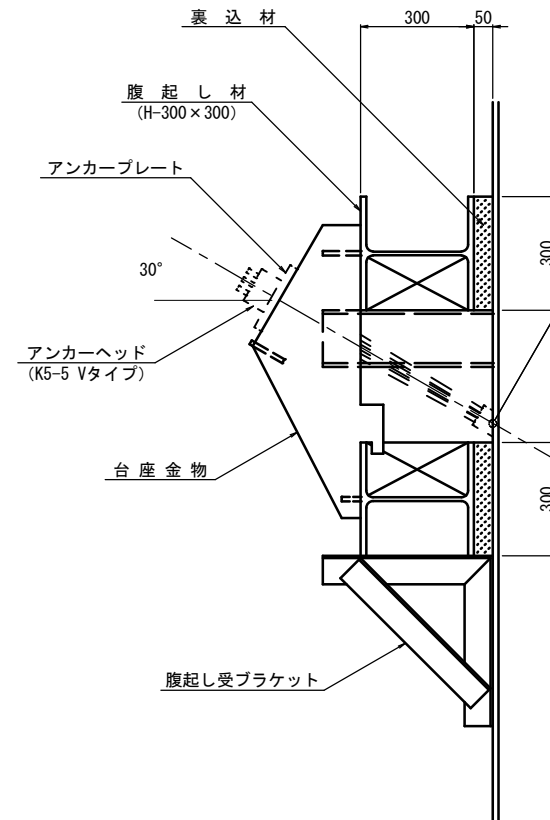 裏 込 材
300
50
腹 起 し 材
(H-300×300)
アンカープレート
300
30°
アンカーヘッド
(K5-5 Vタイプ)
台 座 金 物
300
腹起し受ブラケット